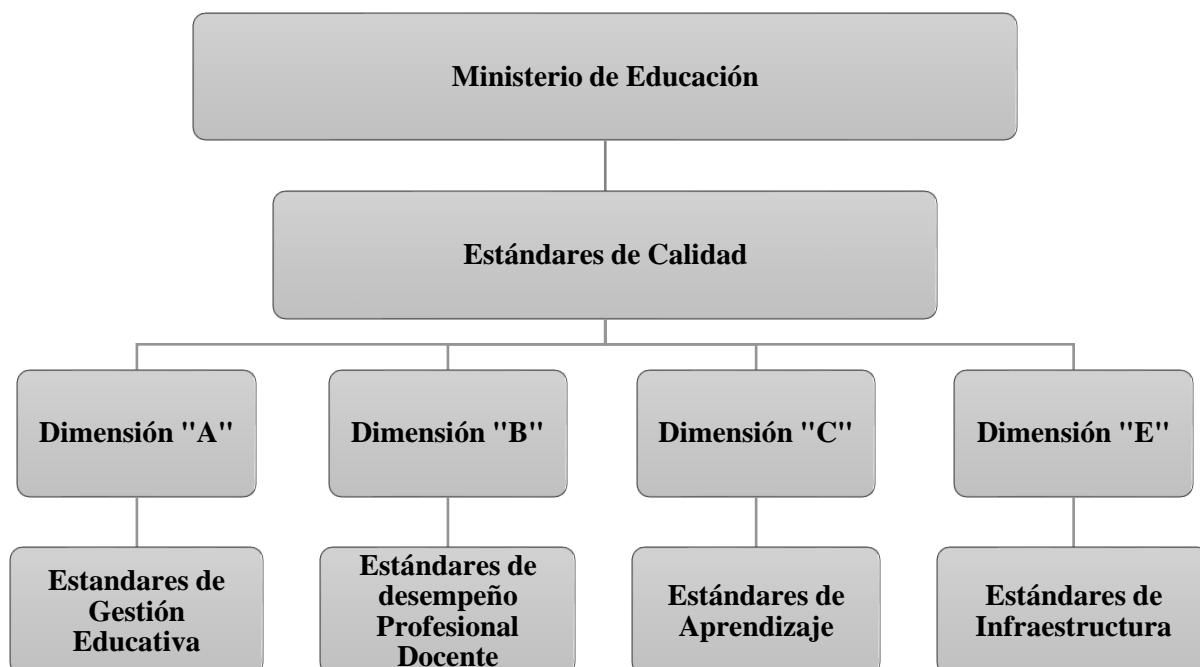 Ministerio de Educación
Estándares de Calidad
Dimensión "A"
Dimensión "B"
Dimensión "C"
Dimensión "E"
Estandares de
Gestión
Educativa
Estándares de
desempeño
Profesional
Docente
Estándares de
Aprendizaje
Estándares de
Infraestructura